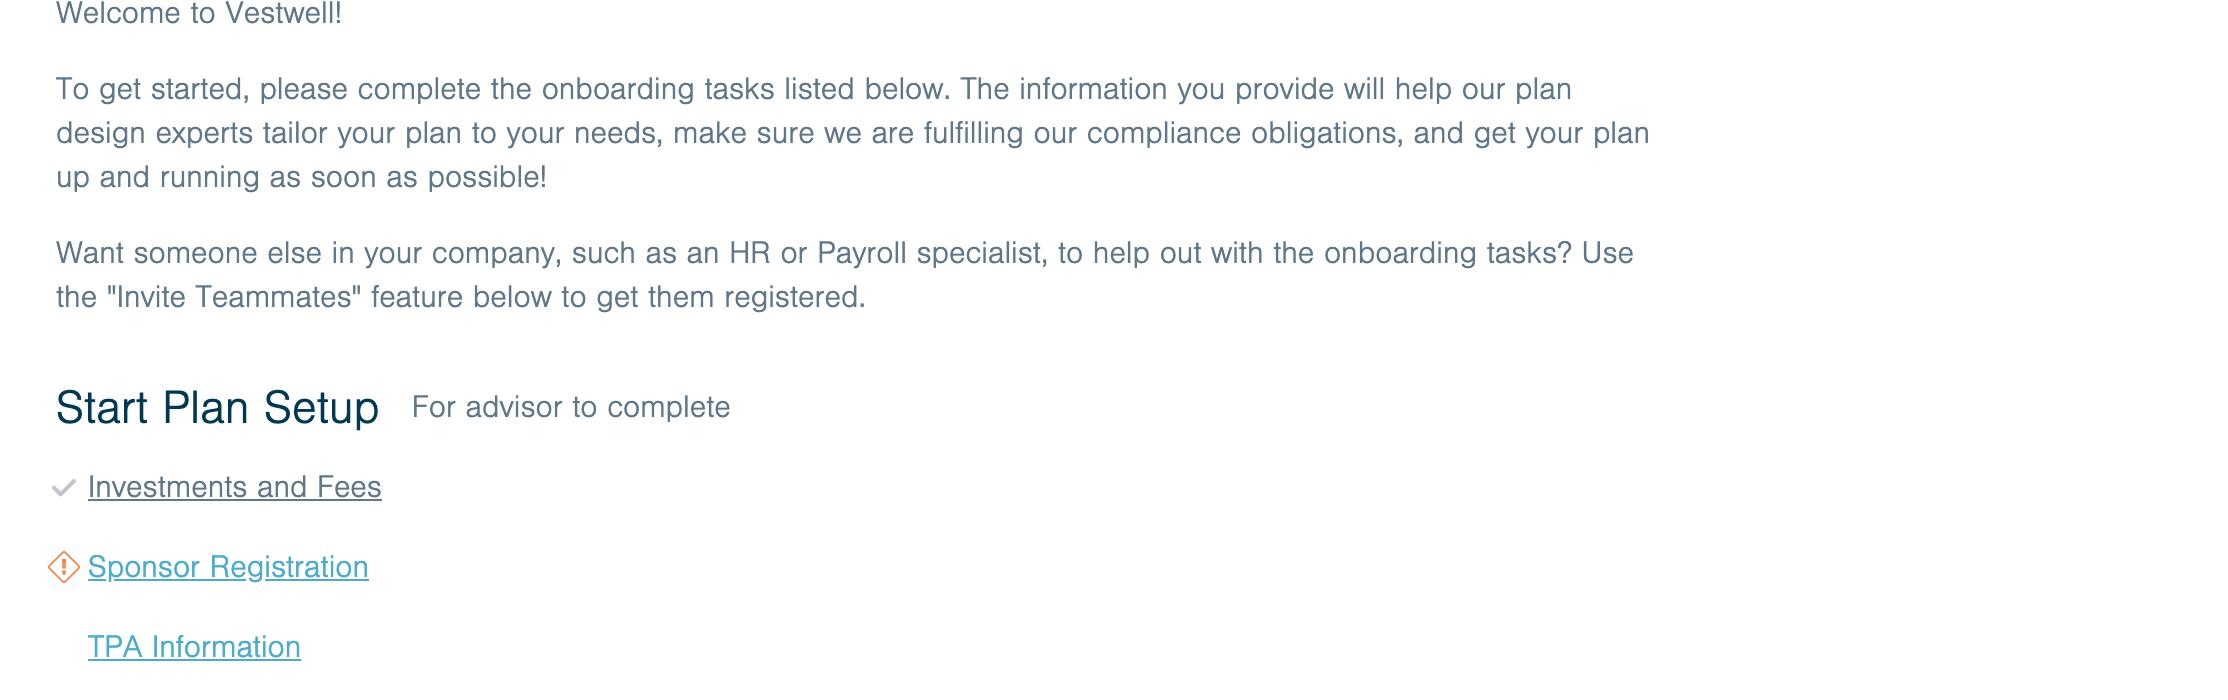 Welcome to Vestwell!
To get started, please complete the onboarding tasks listed below. The information you provide will help our plan
design experts tailor your plan to your needs, make sure we are fulfilling our compliance obligations, and get your plan
up and running as soon as possible!
Want someone else in your company, such as an HR or Payroll specialist, to help out with the onboarding tasks? Use
the "Invite Teammates" feature below to get them registered.
Start Plan Setup For advisor to complete
Investments and Fees
Sponsor Registration
TPA Information